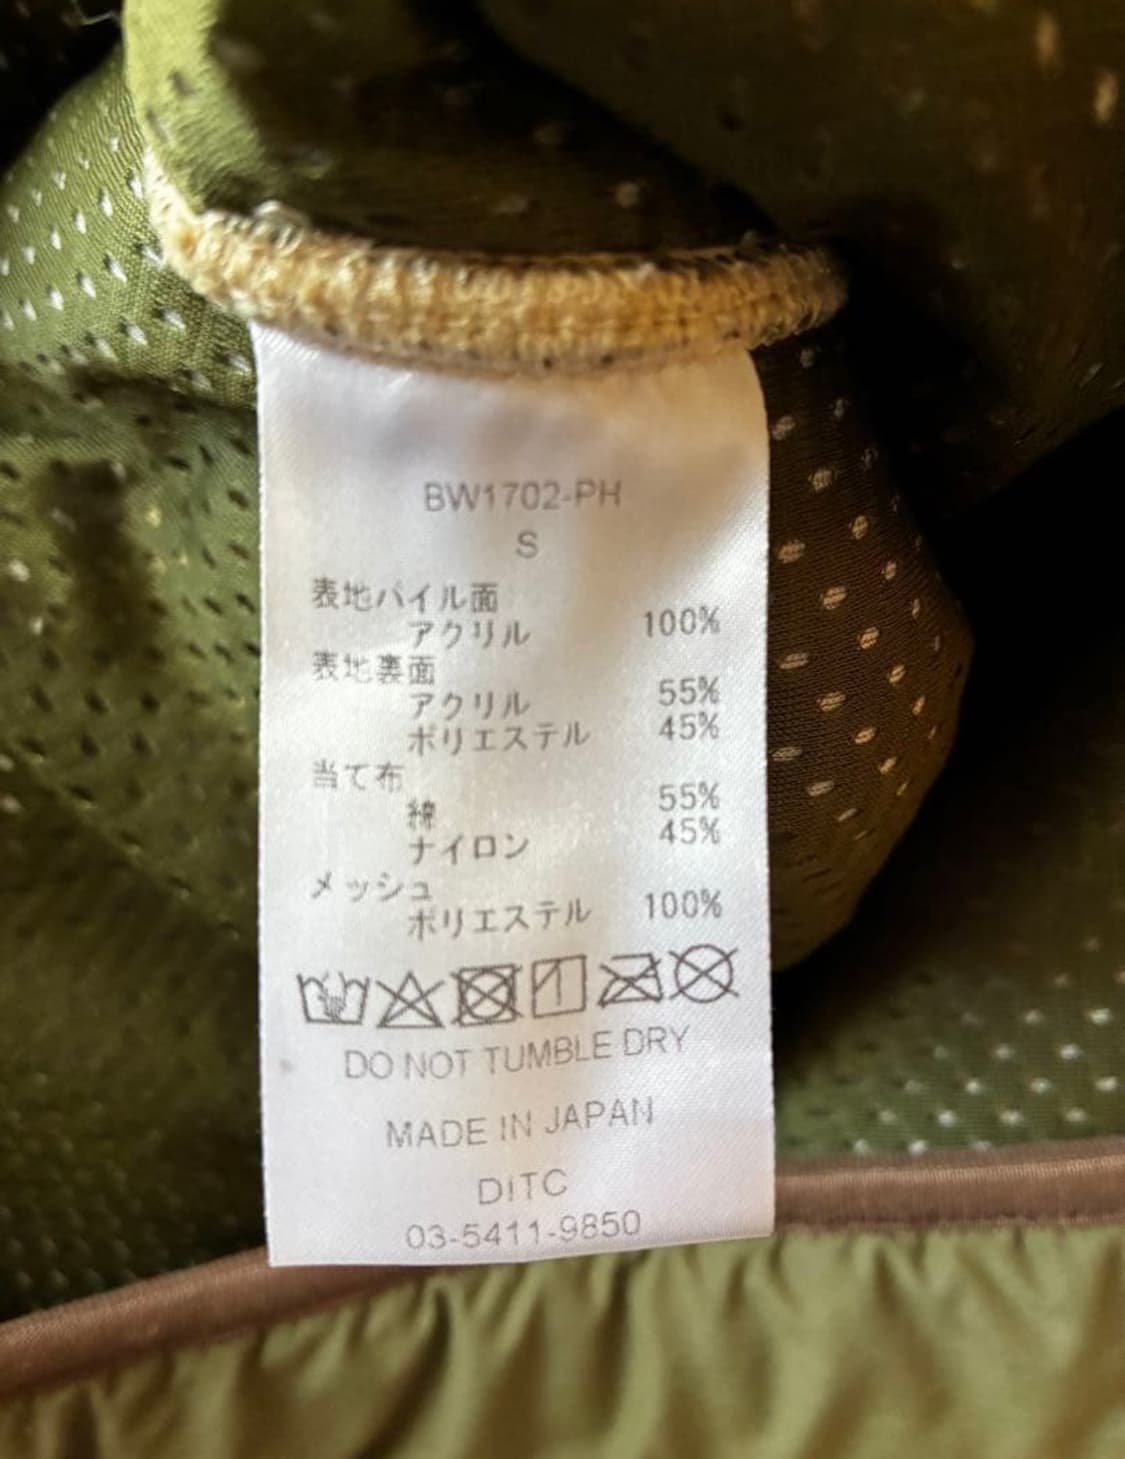 BW1702-PH
S
表地パイル面
アクリル 100%
表地裏面
アクリル 55%
ポリエステル 45%
当て布
綿 55%
ナイロン 45%
メッシュ
ポリエステル 100%
DO NOT TUMBLE DRY
MADE IN JAPAN
DITC
03-5411-9850